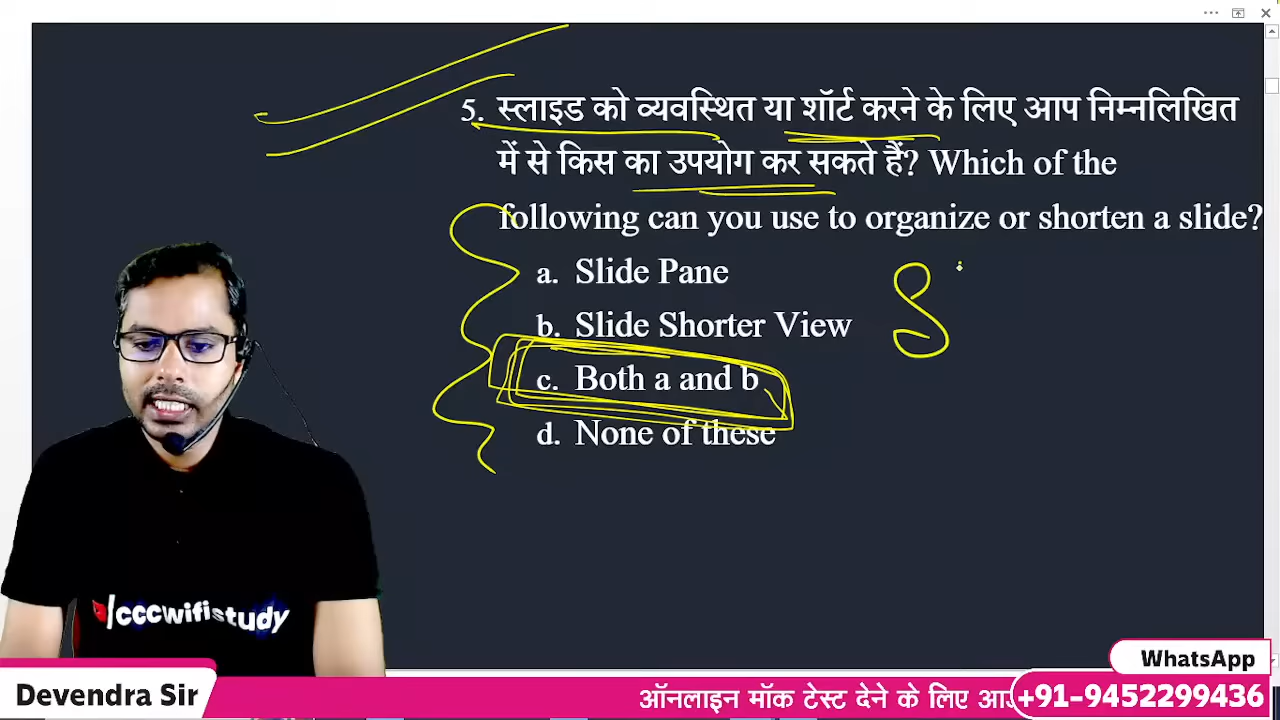 5. स्लाइड को व्यवस्थित या शॉर्ट करने के लिए आप निम्नलिखित
में से किस का उपयोग कर सकते हैं? Which of the
following can you use to organize or shorten a slide?
a. Slide Pane
b. Slide Shorter View
c. Both a and b
d. None of these
S
/cccwifistudy
WhatsApp
Devendra Sir
ऑनलाइन मॉक टेस्ट देने के लिए
+91-9452299436